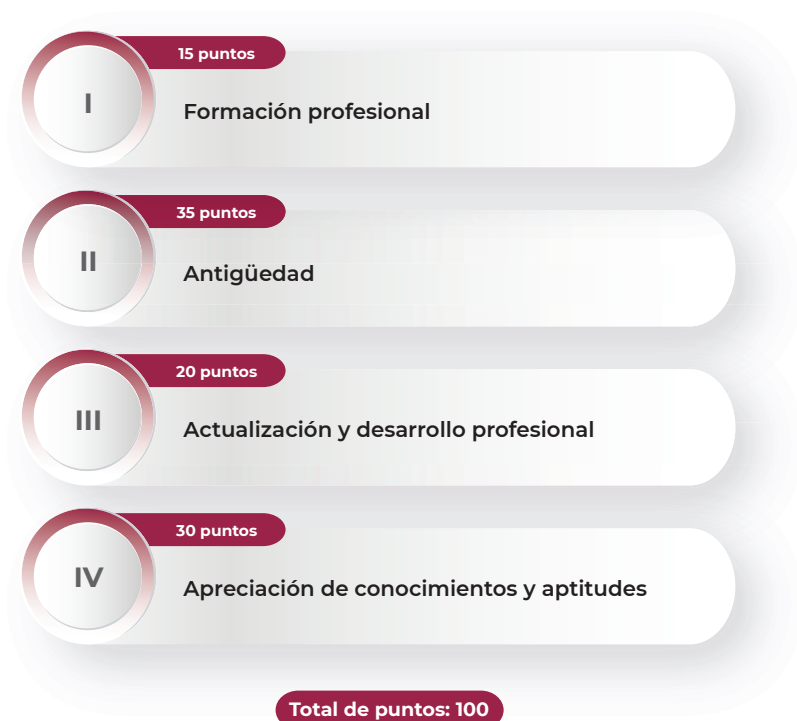 15 puntos
I
Formación profesional
35 puntos
II
Antigüedad
20 puntos
III
Actualización y desarrollo profesional
30 puntos
IV
Apreciación de conocimientos y aptitudes
Total de puntos: 100